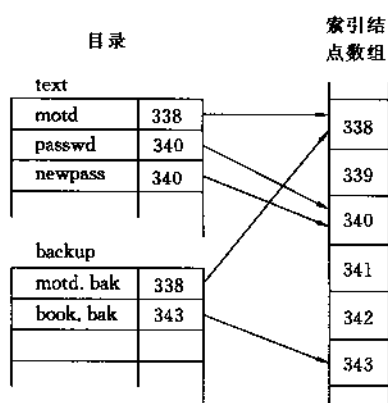 目录
索引结
点数组
text
motd 338
passwd 340
newpass 340
backup
motd. bak 338
book. bak 343
338
339
340
341
342
343